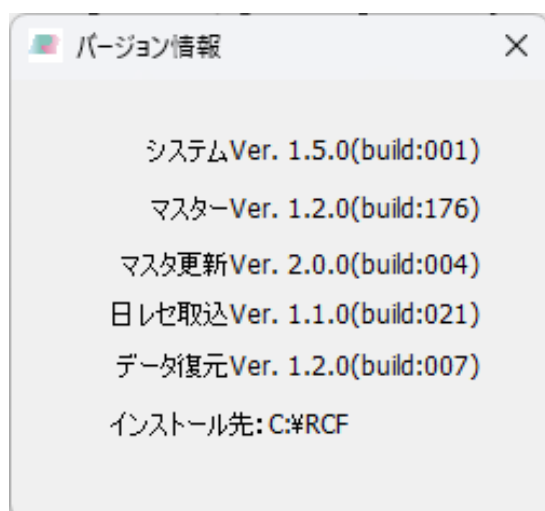 バージョン情報
システムVer. 1.5.0(build:001)
マスターVer. 1.2.0(build:176)
マスタ更新Ver. 2.0.0(build:004)
日レセ取込Ver. 1.1.0(build:021)
データ復元Ver. 1.2.0(build:007)
インストール先: C:¥RCF